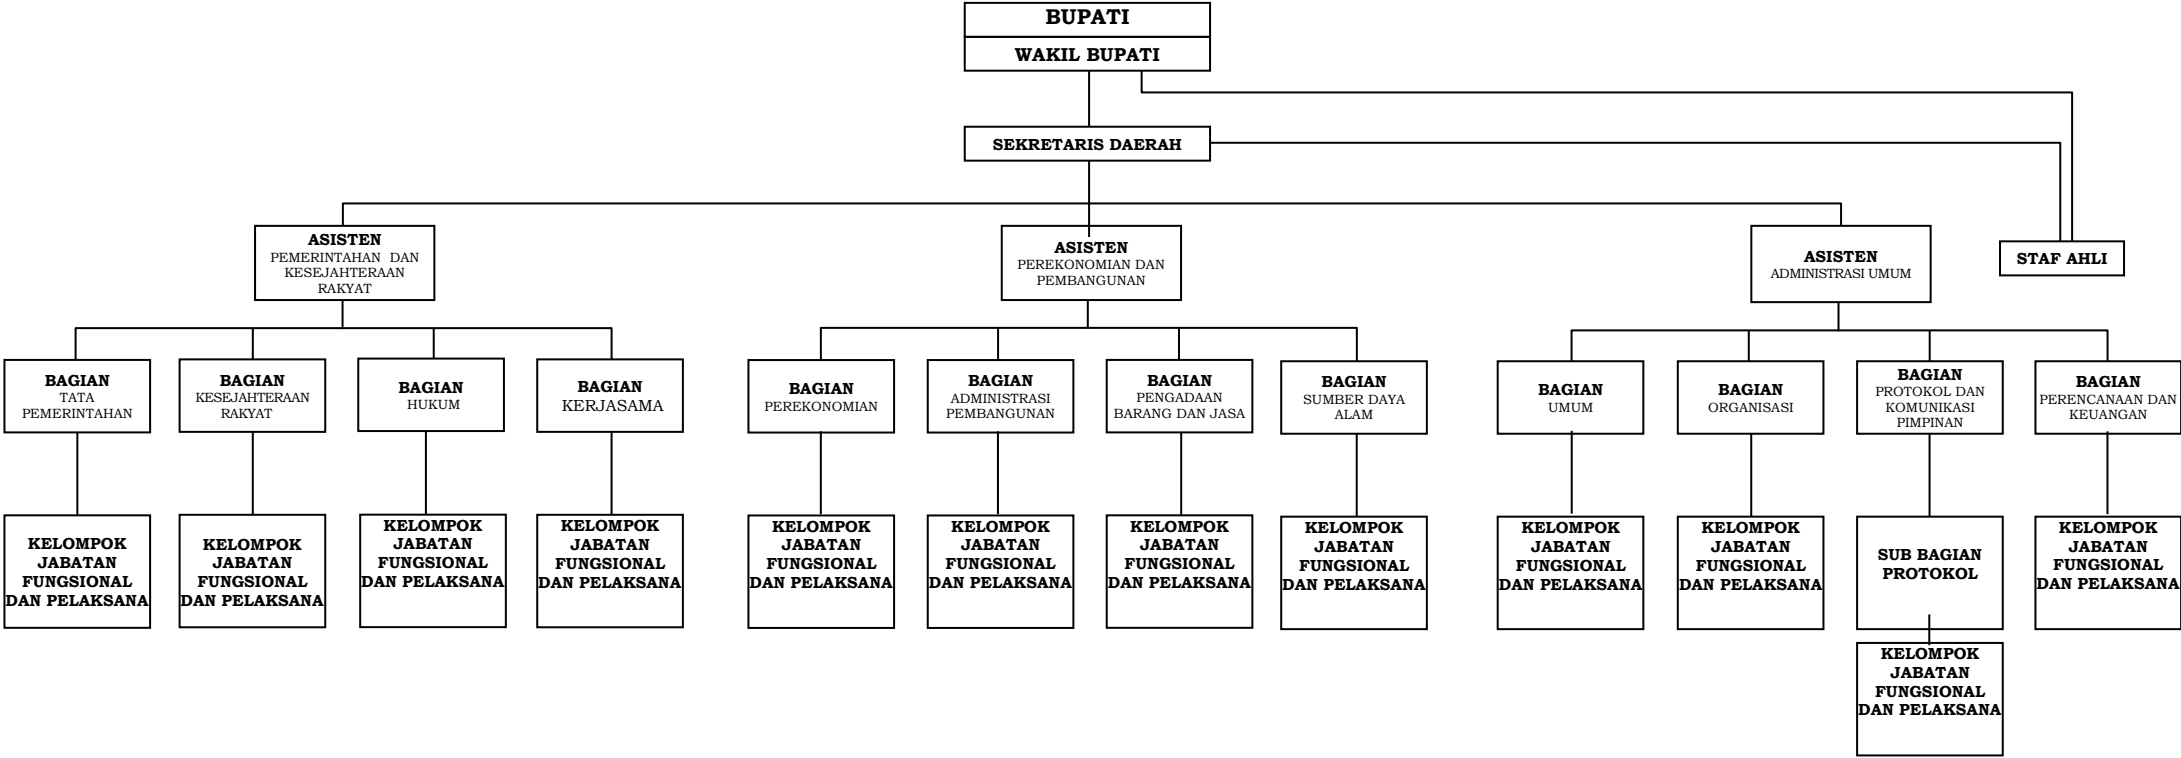 BUPATI
WAKIL BUPATI
SEKRETARIS DAERAH
ASISTEN
PEMERINTAHAN DAN
KESEJAHTERAAN
RAKYAT
ASISTEN
PEREKONOMIAN DAN
PEMBANGUNAN
ASISTEN
ADMINISTRASI UMUM
STAF AHLI
BAGIAN
TATA
PEMERINTAHAN
BAGIAN
KESEJAHTERAAN
RAKYAT
BAGIAN
HUKUM
BAGIAN
KERJASAMA
BAGIAN
PEREKONOMIAN
BAGIAN
ADMINISTRASI
PEMBANGUNAN
BAGIAN
PENGADAAN
BARANG DAN JASA
BAGIAN
SUMBER DAYA
ALAM
BAGIAN
UMUM
BAGIAN
ORGANISASI
BAGIAN
PROTOKOL DAN
KOMUNIKASI
PIMPINAN
BAGIAN
PERENCANAAN DAN
KEUANGAN
KELOMPOK
JABATAN
FUNGSIONAL
DAN PELAKSANA
KELOMPOK
JABATAN
FUNGSIONAL
DAN PELAKSANA
KELOMPOK
JABATAN
FUNGSIONAL
DAN PELAKSANA
KELOMPOK
JABATAN
FUNGSIONAL
DAN PELAKSANA
KELOMPOK
JABATAN
FUNGSIONAL
DAN PELAKSANA
KELOMPOK
JABATAN
FUNGSIONAL
DAN PELAKSANA
KELOMPOK
JABATAN
FUNGSIONAL
DAN PELAKSANA
KELOMPOK
JABATAN
FUNGSIONAL
DAN PELAKSANA
KELOMPOK
JABATAN
FUNGSIONAL
DAN PELAKSANA
KELOMPOK
JABATAN
FUNGSIONAL
DAN PELAKSANA
SUB BAGIAN
PROTOKOL
KELOMPOK
JABATAN
FUNGSIONAL
DAN PELAKSANA
KELOMPOK
JABATAN
FUNGSIONAL
DAN PELAKSANA